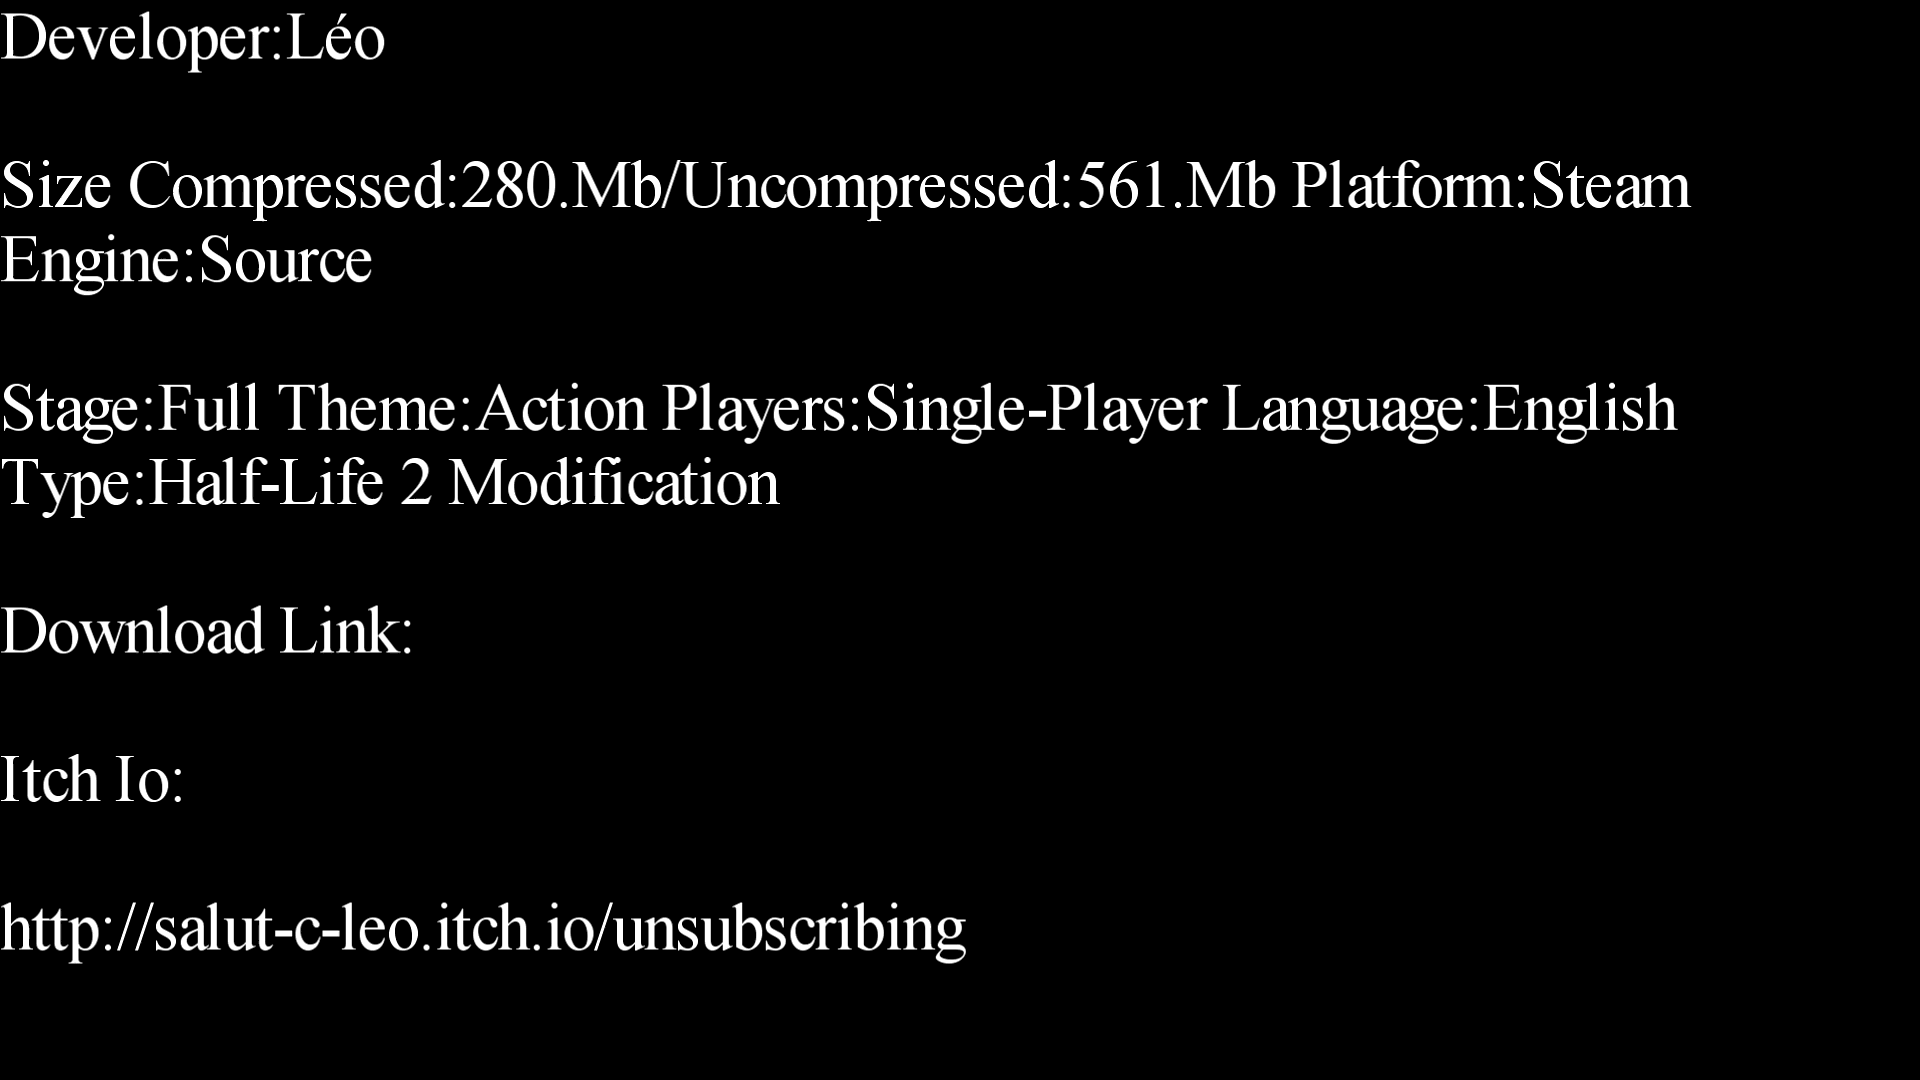 Developer:Léo
Size Compressed:280.Mb/Uncompressed:561.Mb Platform:Steam
Engine:Source
Stage:Full Theme:Action Players:Single-Player Language:English
Type:Half-Life 2 Modification
Download Link:
Itch Io:
http://salut-c-leo.itch.io/unsubscribing